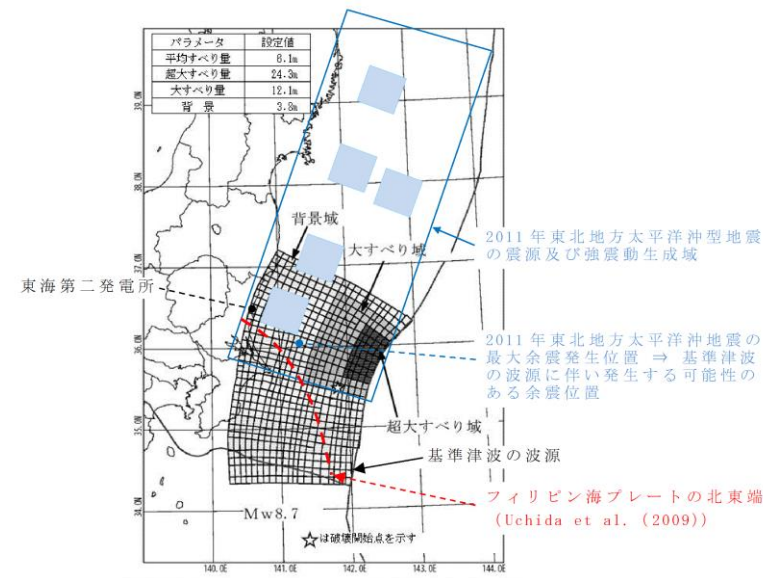 パラメータ 設定値
平均すべり量 6.1m
超大すべり量 24.3m
大すべり量 12.1m
背 景 3.8m
39.0N
38.0N
背景域
大すべり域
2011年東北地方太平洋沖型地震
の震源及び強震動生成域
37.0N
東海第二発電所
36.0N
2011年東北地方太平洋沖地震の
最大余震発生位置 ⇒ 基準津波
の波源に伴い発生する可能性の
ある余震位置
超大すべり域
35.0N
基準津波の波源
フィリピン海プレートの北東端
(Uchida et al. (2009))
34.0N
Mw8.7
☆は破壊開始点を示す
140.0E 141.0E 142.0E 143.0E 144.0E